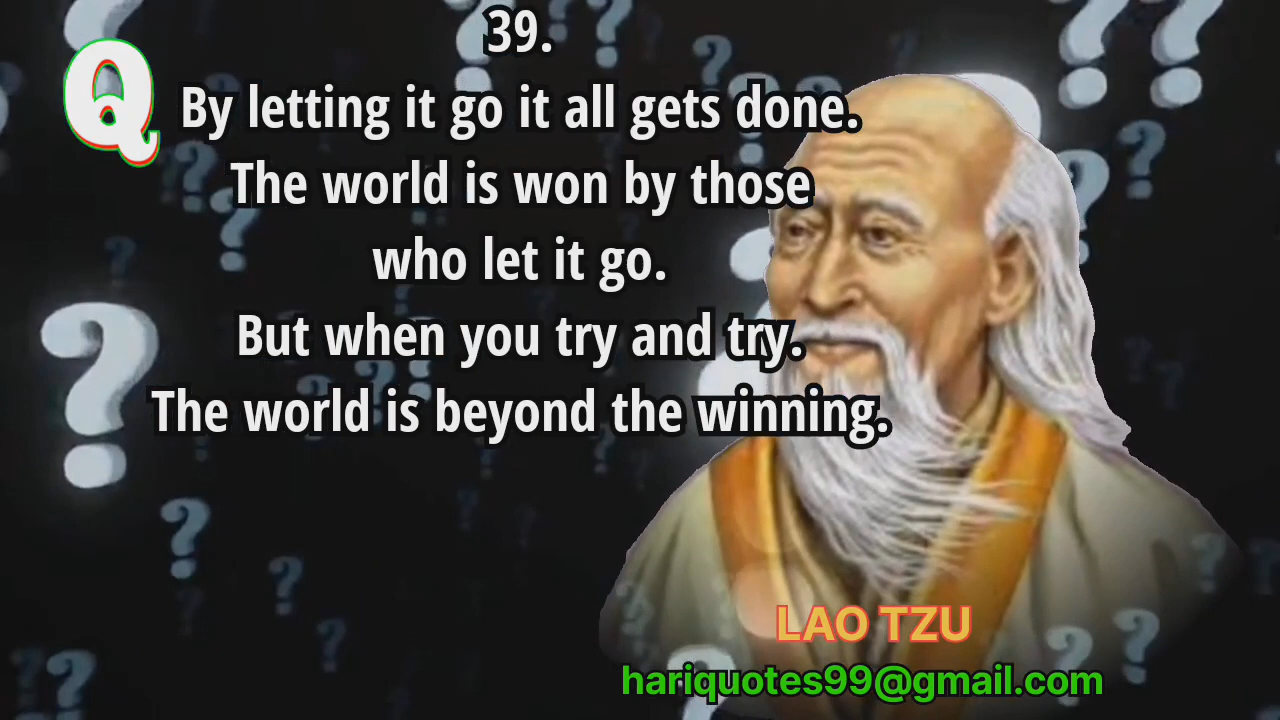 39.
Q
By letting it go it all gets done.
The world is won by those
who let it go.
But when you try and try.
The world is beyond the winning.
LAO TZU
hariquotes99@gmail.com